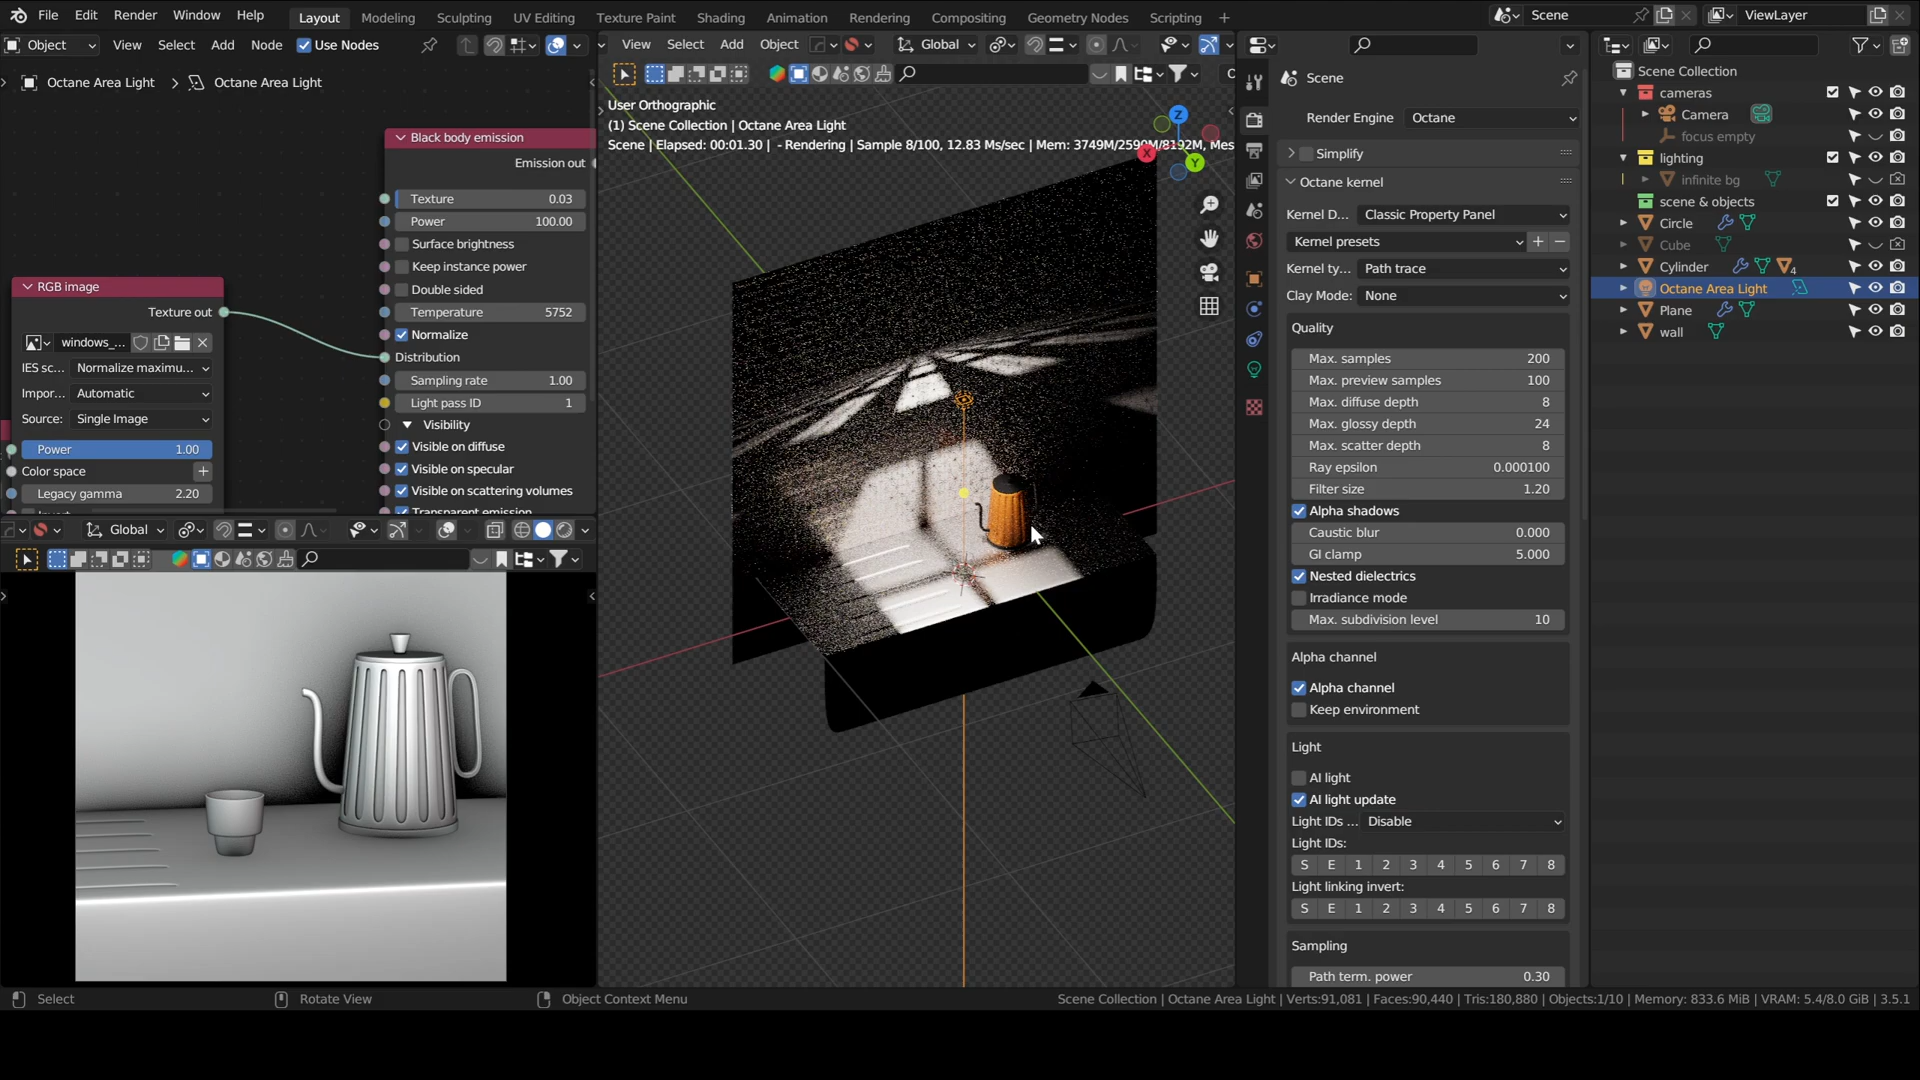 File Edit Render Window Help Layout Modeling Sculpting UV Editing Texture Paint Shading Animation Rendering Compositing Geometry Nodes Scripting + Scene ViewLayer
Object View Select Add Node Use Nodes
View Select Add Object Global
Octane Area Light > Octane Area Light
Black body emission
Emission out
Texture 0.03
Power 100.00
Surface brightness
Keep instance power
Double sided
Temperature 5752
Normalize
Distribution
Sampling rate 1.00
Light pass ID 1
Visibility
Visible on diffuse
Visible on specular
Visible on scattering volumes
Transparent emission
RGB image
Texture out
windows_...
IES sc... Normalize maximu...
Impor... Automatic
Source: Single Image
Power 1.00
Color space +
Legacy gamma 2.20
Global
User Orthographic
(1) Scene Collection | Octane Area Light
Scene | Elapsed: 00:01.30 | - Rendering | Sample 8/100, 12.83 Ms/sec | Mem: 3749M/2590M/8192M, Mes
Z
X
Y
Scene
Render Engine Octane
Simplify
Octane kernel
Kernel D... Classic Property Panel
Kernel presets + −
Kernel ty... Path trace
Clay Mode: None
Quality
Max. samples 200
Max. preview samples 100
Max. diffuse depth 8
Max. glossy depth 24
Max. scatter depth 8
Ray epsilon 0.000100
Filter size 1.20
Alpha shadows
Caustic blur 0.000
GI clamp 5.000
Nested dielectrics
Irradiance mode
Max. subdivision level 10
Alpha channel
Alpha channel
Keep environment
Light
AI light
AI light update
Light IDs ... Disable
Light IDs:
S E 1 2 3 4 5 6 7 8
Light linking invert:
S E 1 2 3 4 5 6 7 8
Sampling
Path term. power 0.30
Scene Collection
cameras
Camera
focus empty
lighting
infinite bg
scene & objects
Circle
Cube
Cylinder 4
Octane Area Light
Plane
wall
Select Rotate View Object Context Menu Scene Collection | Octane Area Light | Verts:91,081 | Faces:90,440 | Tris:180,880 | Objects:1/10 | Memory: 833.6 MiB | VRAM: 5.4/8.0 GiB | 3.5.1